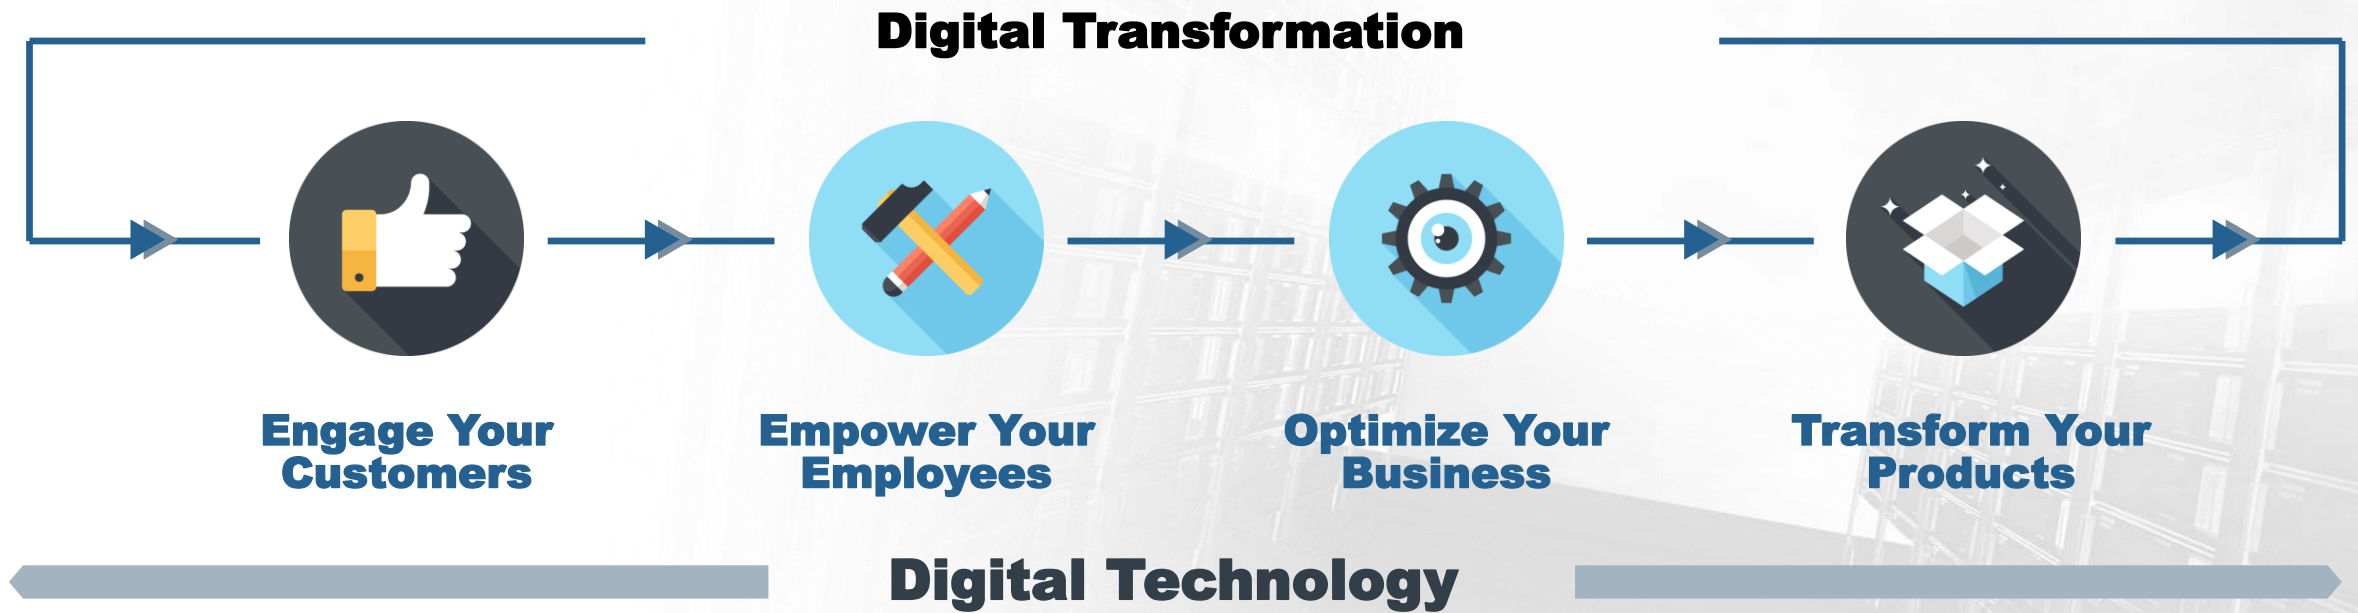 Digital Transformation
Engage Your
Customers
Empower Your
Employees
Optimize Your
Business
Transform Your
Products
Digital Technology